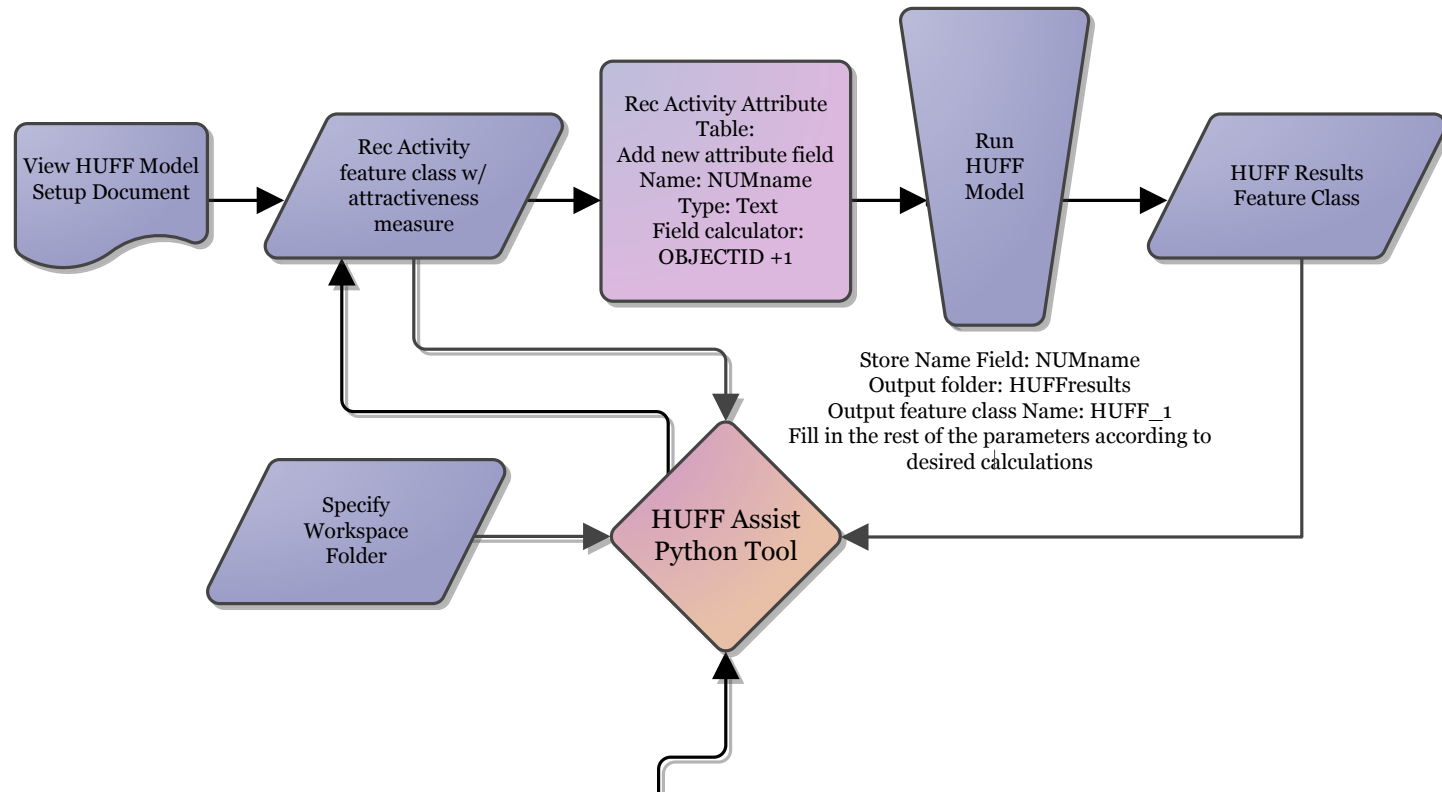 View HUFF Model
Setup Document
Rec Activity
feature class w/
attractiveness
measure
Rec Activity Attribute
Table:
Add new attribute field
Name: NUMname
Type: Text
Field calculator:
OBJECTID +1
Run
HUFF
Model
HUFF Results
Feature Class
Store Name Field: NUMname
Output folder: HUFFresults
Output feature class Name: HUFF_1
Fill in the rest of the parameters according to
desired calculations
Specify
Workspace
Folder
HUFF Assist
Python Tool